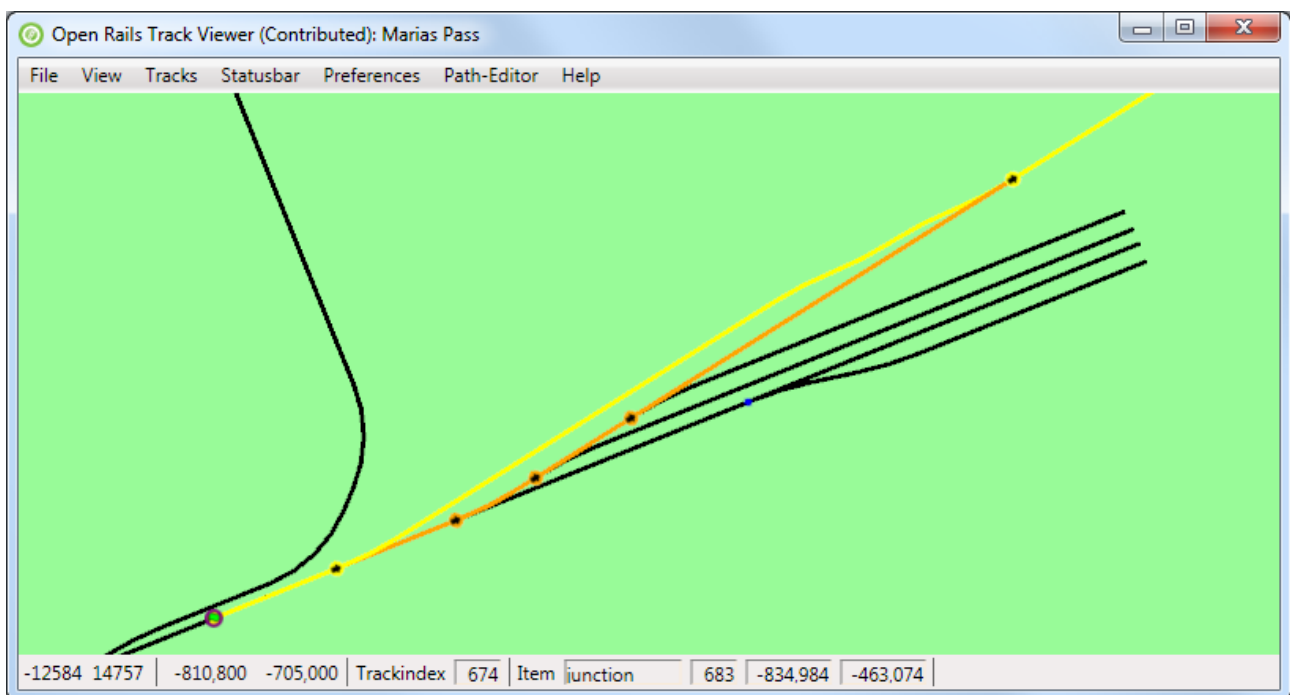 Open Rails Track Viewer (Contributed): Marias Pass
File View Tracks Statusbar Preferences Path-Editor Help
-12584 14757 -810,800 -705,000 Trackindex 674 Item junction 683 -834,984 -463,074